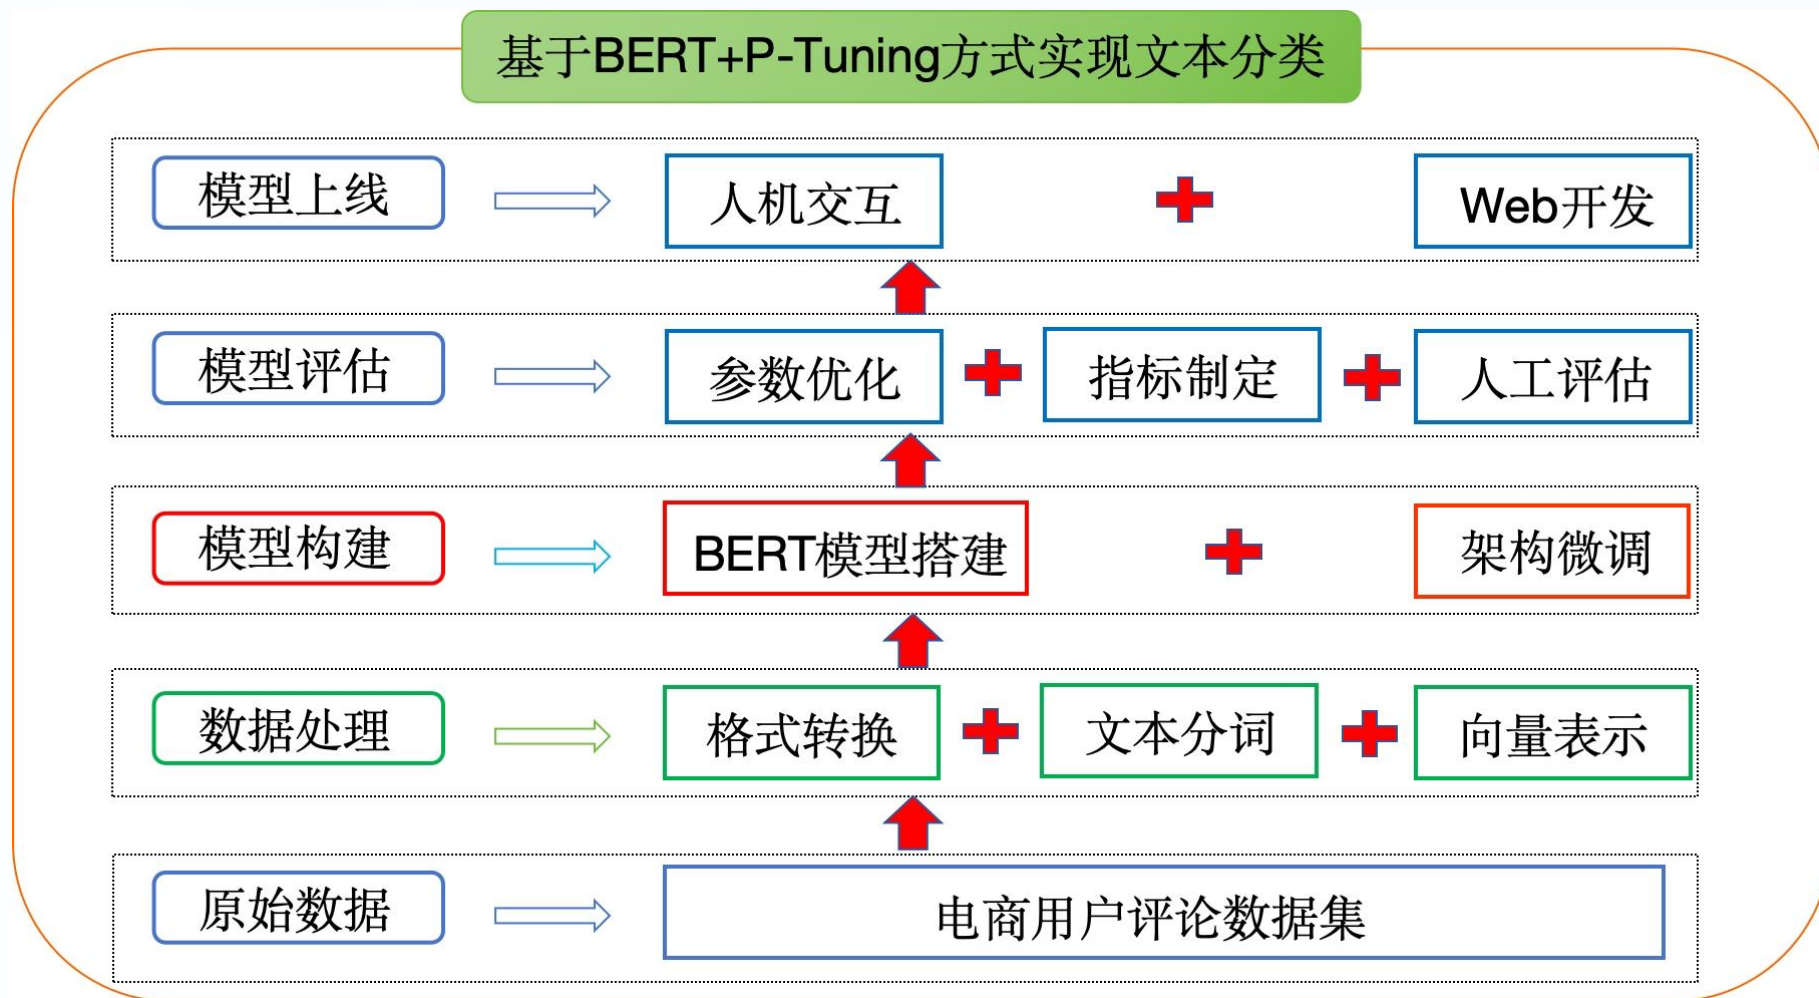 基于BERT+P-Tuning方式实现文本分类
模型上线 人机交互 Web开发
模型评估 参数优化 指标制定 人工评估
模型构建 BERT模型搭建 架构微调
数据处理 格式转换 文本分词 向量表示
原始数据 电商用户评论数据集